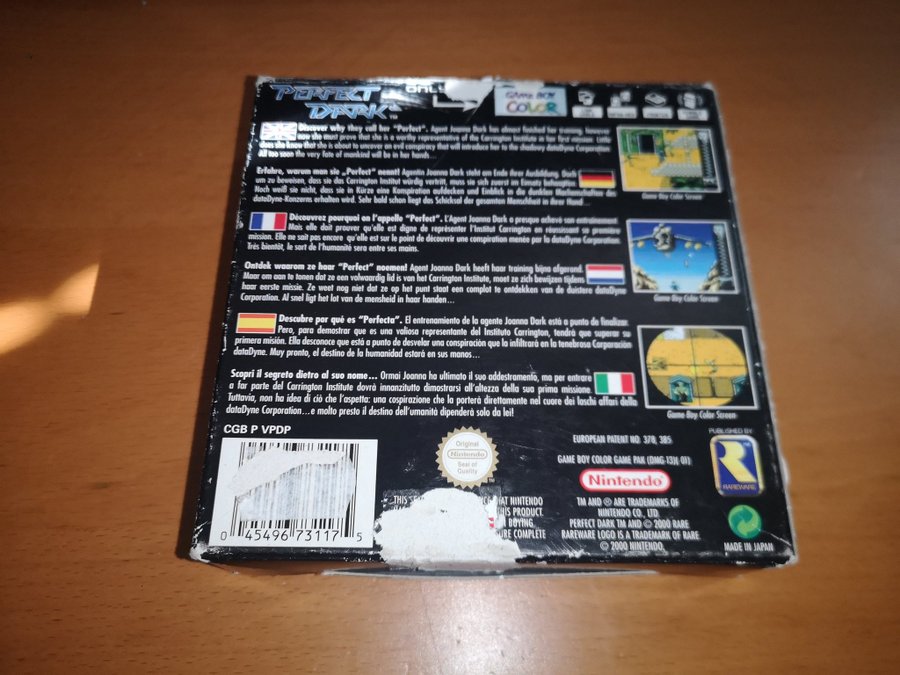 PERFECT DARK™
ONLY
GAME BOY
COLOR
Discover why they call her "Perfect". Agent Joanna Dark has almost finished her training, however
now she must prove that she is a worthy representative of the Carrington Institute in her first mission. Little
does she know that she is about to uncover an evil conspiracy that will introduce her to the shadowy dataDyne Corporation.
All too soon the very fate of mankind will be in her hands...
Game Boy Color Screen
Erfahre, warum man sie „Perfect" nennt! Agentin Joanna Dark steht am Ende ihrer Ausbildung. Doch
um zu beweisen, dass sie das Carrington Institut würdig vertritt, muss sie sich zuerst im Einsatz behaupten.
Noch weiß sie nicht, dass sie in Kürze eine Konspiration aufdecken und Einblick in die dunklen Machenschaften des
dataDyne-Konzerns erhalten wird. Sehr bald schon liegt das Schicksal der gesamten Menschheit in ihrer Hand...
Découvrez pourquoi on l'appelle "Perfect". L'Agent Joanna Dark a presque achevé son entraînement
Mais elle doit prouver qu'elle est digne de représenter l'Institut Carrington en réussissant sa première
mission. Elle ne sait pas encore qu'elle est sur le point de découvrir une conspiration menée par la dataDyne Corporation.
Très bientôt, le sort de l'humanité sera entre ses mains.
Game Boy Color Screen
Ontdek waarom ze haar "Perfect" noemen! Agent Joanna Dark heeft haar training bijna afgerond.
Maar om aan te tonen dat ze een volwaardig lid is van het Carrington Institute, moet ze zich bewijzen tijdens
haar eerste missie. Ze weet nog niet dat ze op het punt staat een complot te ontdekken van de duistere dataDyne
Corporation. Al snel ligt het lot van de mensheid in haar handen...
Descubre por qué es "Perfecta". El entrenamiento de la agente Joanna Dark está a punto de finalizar.
Pero, para demostrar que es una valiosa representante del Instituto Carrington, tendrá que superar su
primera misión. Ella desconoce que está a punto de desvelar una conspiración que la infiltrará en la tenebrosa Corporación
dataDyne. Muy pronto, el destino de la humanidad estará en sus manos...
Scopri il segreto dietro al suo nome... Ormai Joanna ha ultimato il suo addestramento, ma per entrare
a far parte del Carrington Institute dovrà innanzitutto dimostrarsi all'altezza della sua prima missione.
Tuttavia, non ha idea di ciò che l'aspetta: una cospirazione che la porterà direttamente nel cuore dei loschi affari della
dataDyne Corporation...e molto presto il destino dell'umanità dipenderà solo da lei!
Game Boy Color Screen
CGB P VPDP
0 45496 73117 5
Original
Nintendo
Seal of
Quality
THIS
THAT NINTENDO
THIS PRODUCT.
BUYING
COMPLETE
EUROPEAN PATENT NO. 370, 385
GAME BOY COLOR GAME PAK (DMG-13)( 01)
Nintendo®
TM AND ® ARE TRADEMARKS OF
NINTENDO CO. LTD.
PERFECT DARK TM AND © 2000 RARE.
RAREWARE LOGO IS A TRADEMARK OF RARE.
© 2000 NINTENDO.
PUBLISHED BY
R
RAREWARE
MADE IN JAPAN